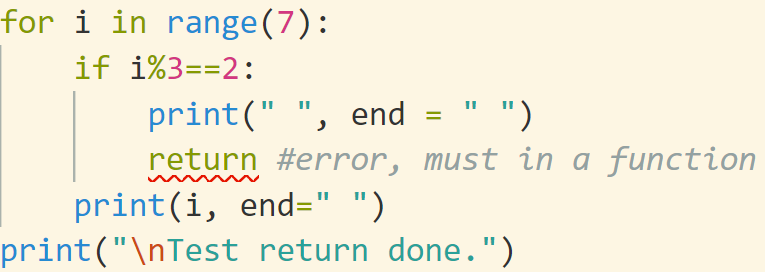 for i in range(7):
    if i%3==2:
        print(" ", end = " ")
        return #error, must in a function
    print(i, end=" ")
print("\nTest return done.")